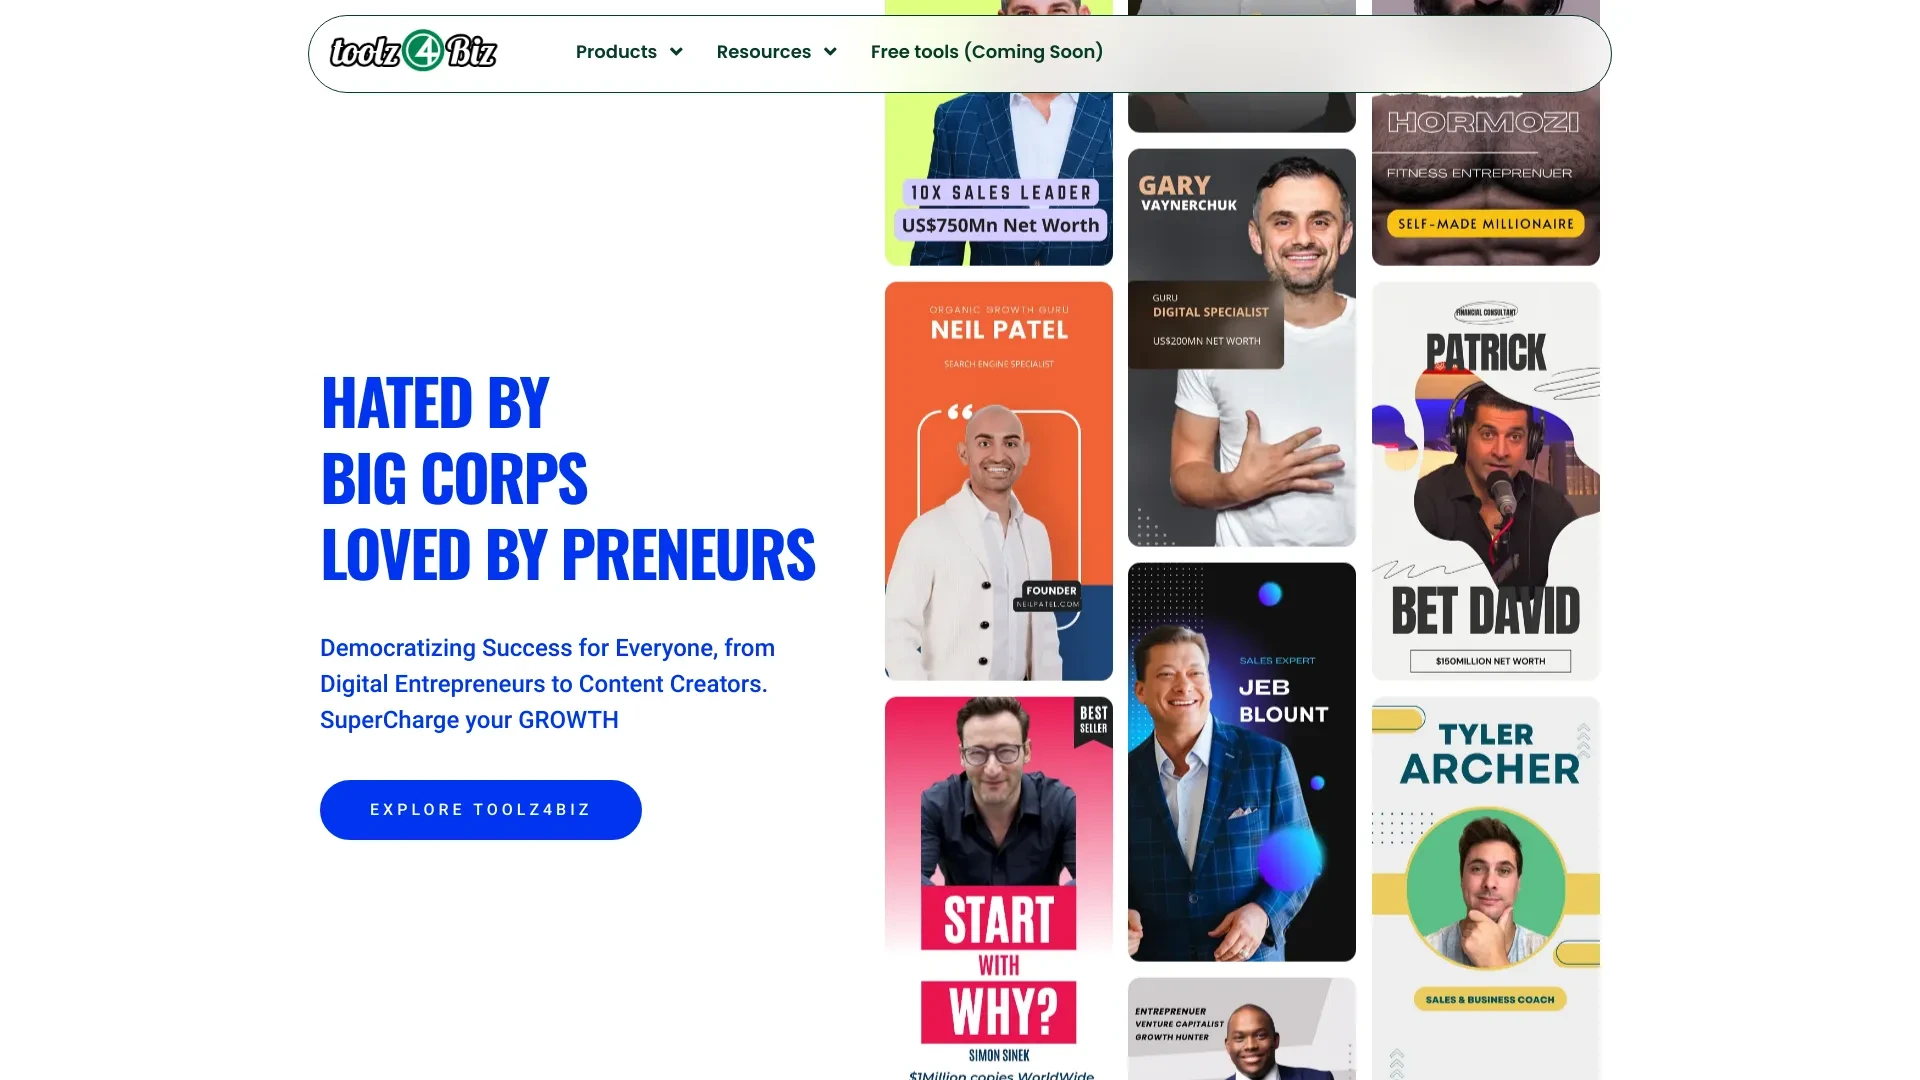 toolz4Biz
Products
Resources
Free tools (Coming Soon)
HATED BY
BIG CORPS
LOVED BY PRENEURS
Democratizing Success for Everyone, from
Digital Entrepreneurs to Content Creators.
SuperCharge your GROWTH
EXPLORE TOOLZ4BIZ
10X SALES LEADER
US$750Mn Net Worth
ORGANIC GROWTH GURU
NEIL PATEL
SEARCH ENGINE SPECIALIST
“
FOUNDER
NEILPATEL.COM
BEST
SELLER
START
WITH
WHY?
SIMON SINEK
$1Million copies WorldWide
GARY
VAYNERCHUK
GURU
DIGITAL SPECIALIST
US$200MN NET WORTH
SALES EXPERT
JEB
BLOUNT
ENTREPRENUER
VENTURE CAPITALIST
GROWTH HUNTER
HORMOZI
FITNESS ENTREPRENUER
SELF-MADE MILLIONAIRE
FINANCIAL CONSULTANT
PATRICK
BET DAVID
$150MILLION NET WORTH
TYLER
ARCHER
SALES & BUSINESS COACH